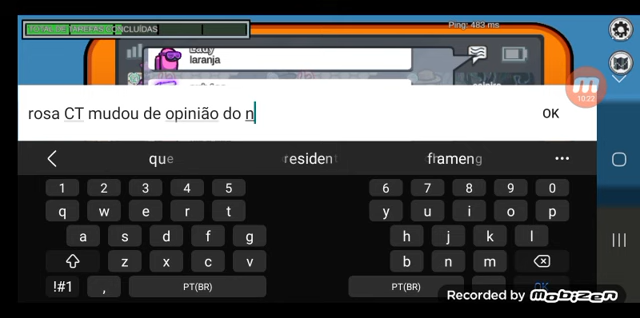 TOTAL DE TAREFAS CONCLUÍDAS
Ping: 483 ms
Lady
laranja
10:22
rosa CT mudou de opinião do n
OK
que
residen
flameng
1 2 3 4 5 6 7 8 9 0
q w e r t y u i o p
a s d f g h j k l
z x c v b n m
!#1 , PT(BR) PT(BR) . OK
Recorded by mobizen